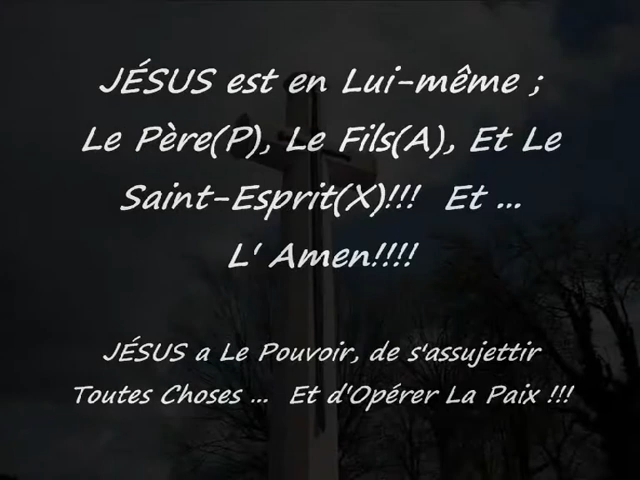 JÉSUS est en Lui-même ;
Le Père(P), Le Fils(A), Et Le
Saint-Esprit(X)!!! Et ...
L' Amen!!!!
JÉSUS a Le Pouvoir, de s'assujettir
Toutes Choses ... Et d'Opérer La Paix !!!